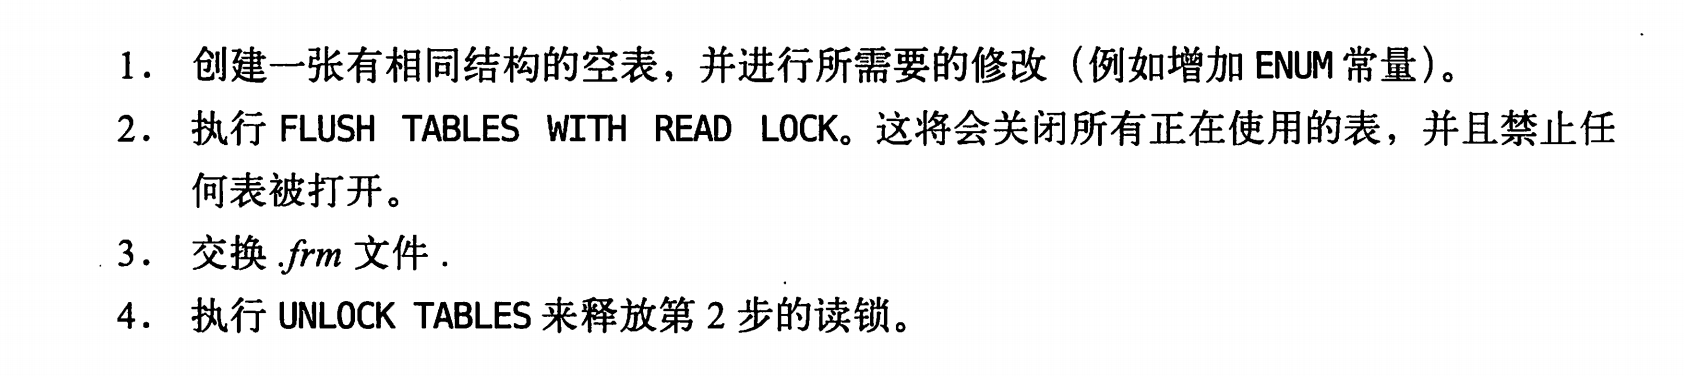 1. 创建一张有相同结构的空表，并进行所需要的修改（例如增加 ENUM 常量）。
2. 执行 FLUSH TABLES WITH READ LOCK。这将会关闭所有正在使用的表，并且禁止任
何表被打开。
3. 交换 .frm 文件 .
4. 执行 UNLOCK TABLES 来释放第 2 步的读锁。